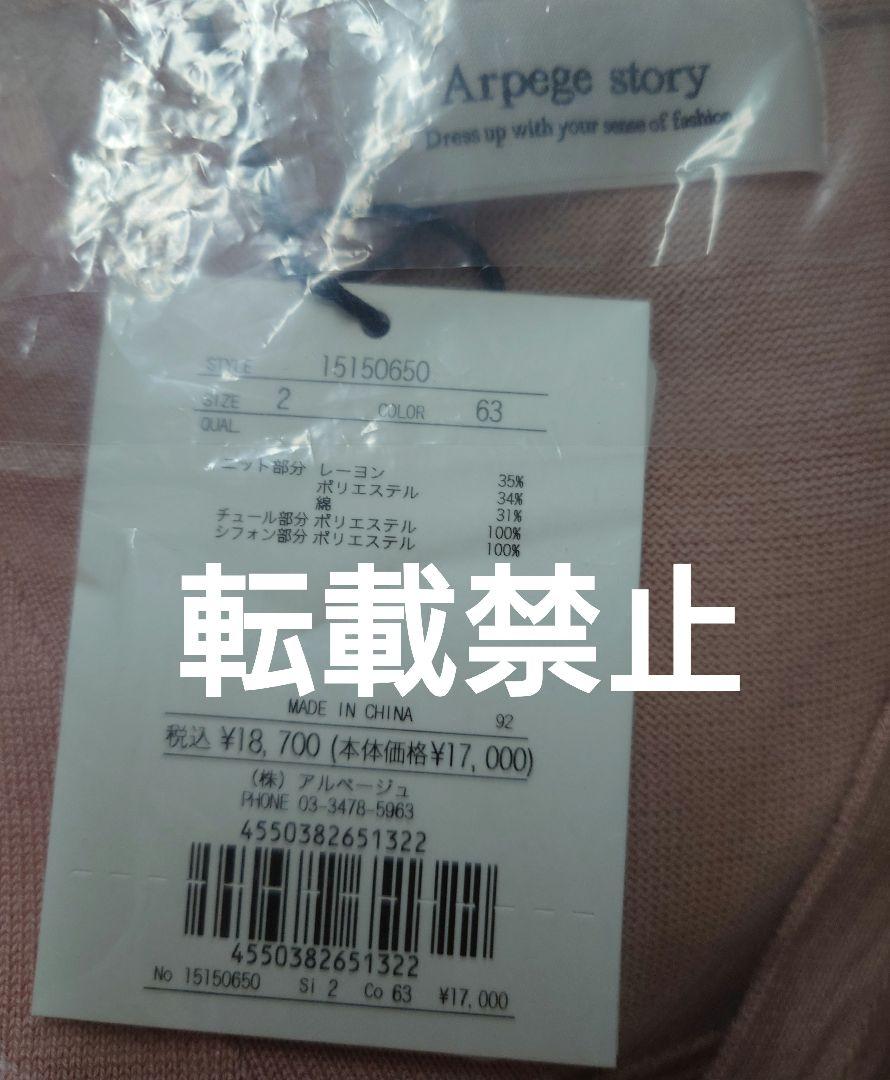 Arpege story
Dress up with your sense of fashion
STYLE 15150650
SIZE 2 COLOR 63
QUAL
ニット部分 レーヨン 35%
ポリエステル 34%
綿 31%
チュール部分 ポリエステル 100%
シフォン部分 ポリエステル 100%
転載禁止
MADE IN CHINA 92
税込 ¥18,700 (本体価格¥17,000)
(株) アルページュ
PHONE 03-3478-5963
4550382651322
4550382651322
No 15150650 Si 2 Co 63 ¥17,000